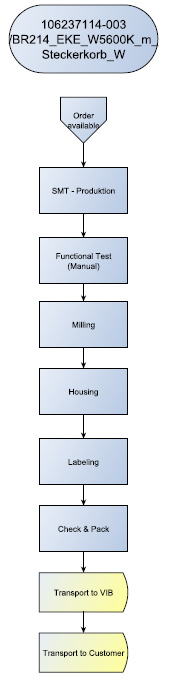 106237114-003
/BR214_EKE_W5600K_m_
Steckerkorb_W
Order
available
SMT - Produktion
Functional Test
(Manual)
Milling
Housing
Labeling
Check & Pack
Transport to VIB
Transport to Customer